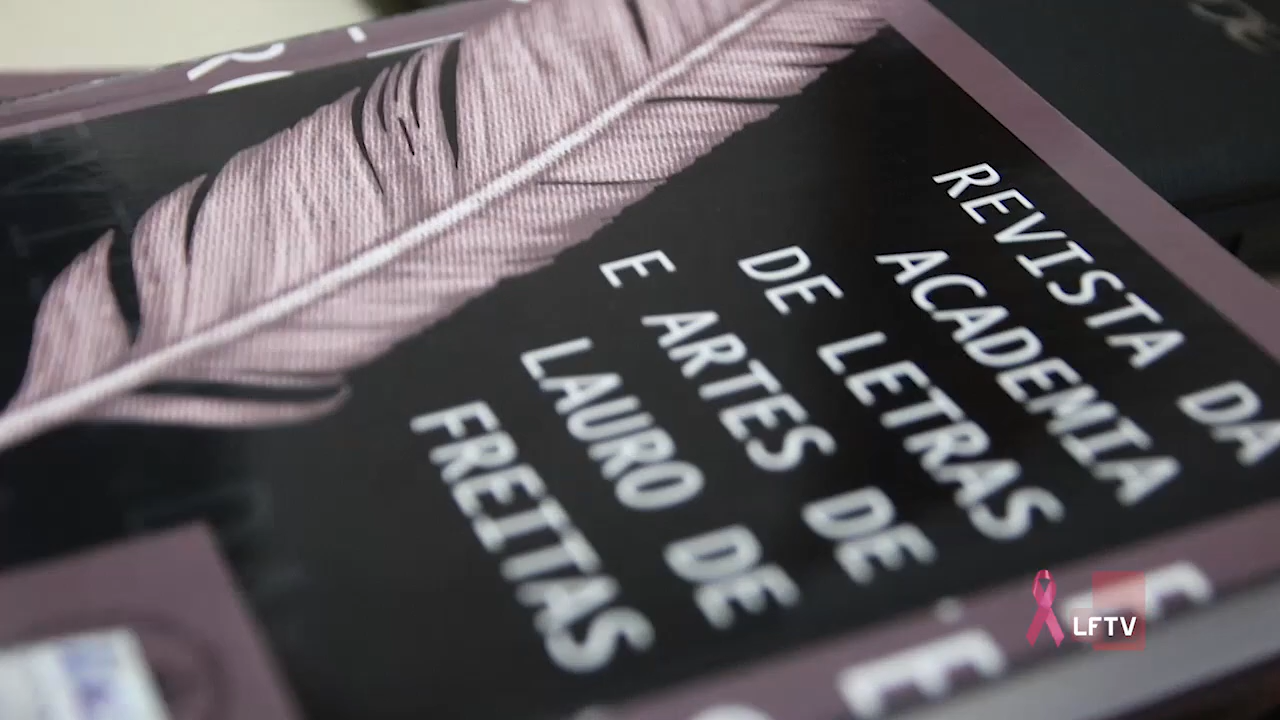 REVISTA DA
ACADEMIA
DE LETRAS
E ARTES DE
LAURO DE
FREITAS
LFTV